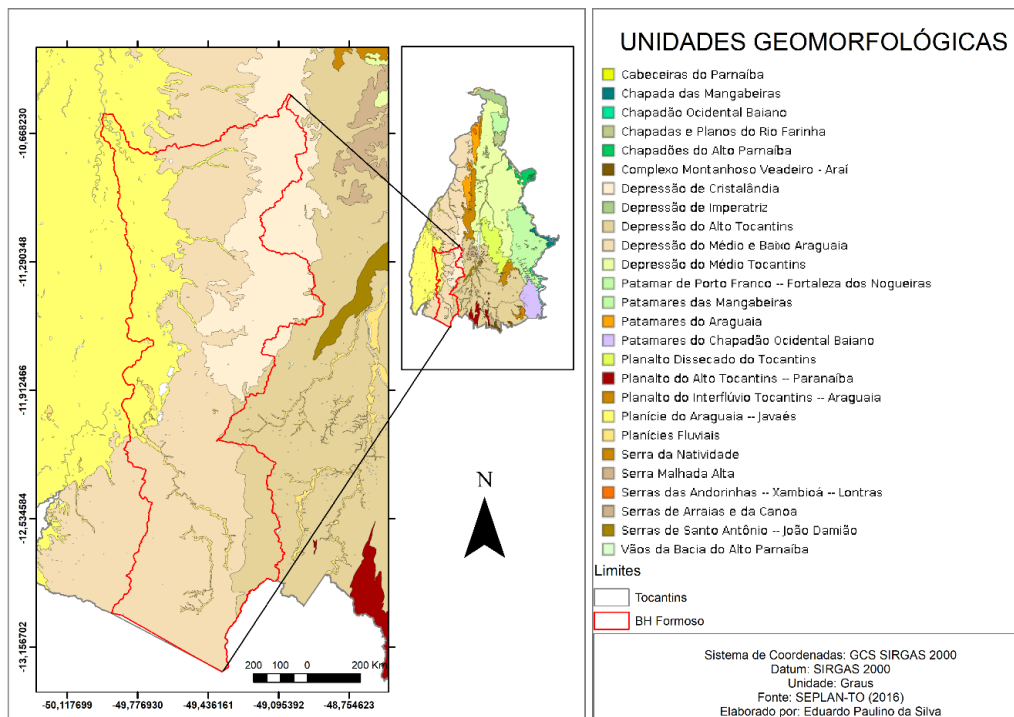 -10,668230
-11,290348
-11,912466
-12,534584
-13,156702
N
200 100 0 200 Km
-50,117699 -49,776930 -49,436161 -49,095392 -48,754623
UNIDADES GEOMORFOLÓGICAS
Cabeceiras do Parnaíba
Chapada das Mangabeiras
Chapadão Ocidental Baiano
Chapadas e Planos do Rio Farinha
Chapadões do Alto Parnaíba
Complexo Montanhoso Veadeiro - Araí
Depressão de Cristalândia
Depressão de Imperatriz
Depressão do Alto Tocantins
Depressão do Médio e Baixo Araguaia
Depressão do Médio Tocantins
Patamar de Porto Franco -- Fortaleza dos Nogueiras
Patamares das Mangabeiras
Patamares do Araguaia
Patamares do Chapadão Ocidental Baiano
Planalto Dissecado do Tocantins
Planalto do Alto Tocantins -- Paranaíba
Planalto do Interflúvio Tocantins -- Araguaia
Planície do Araguaia -- Javaés
Planícies Fluviais
Serra da Natividade
Serra Malhada Alta
Serras das Andorinhas -- Xambioá -- Lontras
Serras de Arraias e da Canoa
Serras de Santo Antônio -- João Damião
Vãos da Bacia do Alto Parnaíba
Limites
Tocantins
BH Formoso
Sistema de Coordenadas: GCS SIRGAS 2000
Datum: SIRGAS 2000
Unidade: Graus
Fonte: SEPLAN-TO (2016)
Elaborado por: Eduardo Paulino da Silva